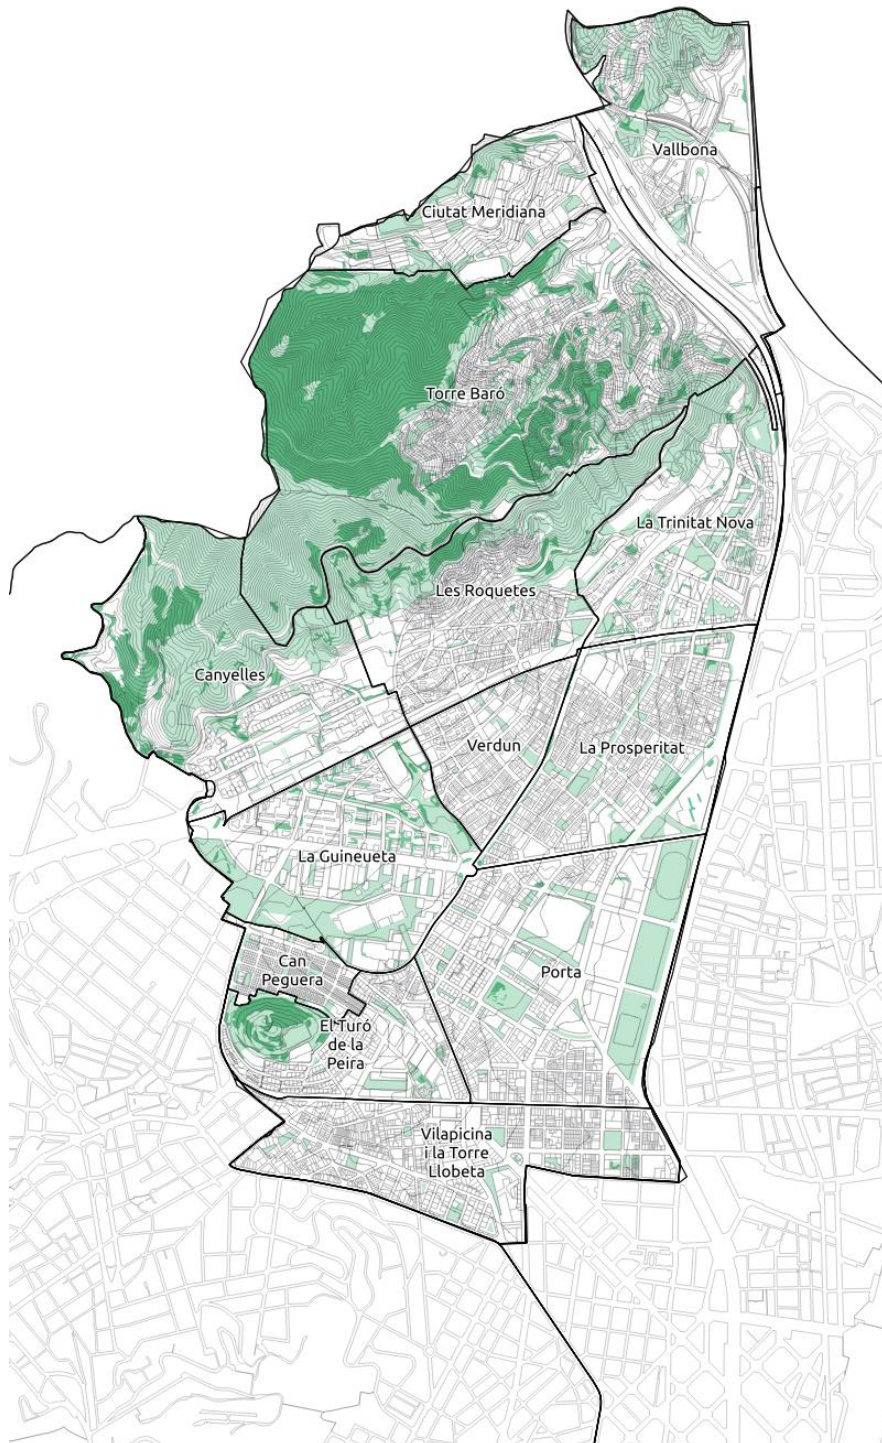 Vallbona
Ciutat Meridiana
Torre Baró
La Trinitat Nova
Les Roquetes
Canyelles
Verdun
La Prosperitat
La Guineueta
Can
Peguera
Porta
El Turó
de la
Peira
Vilapicina
i la Torre
Llobeta